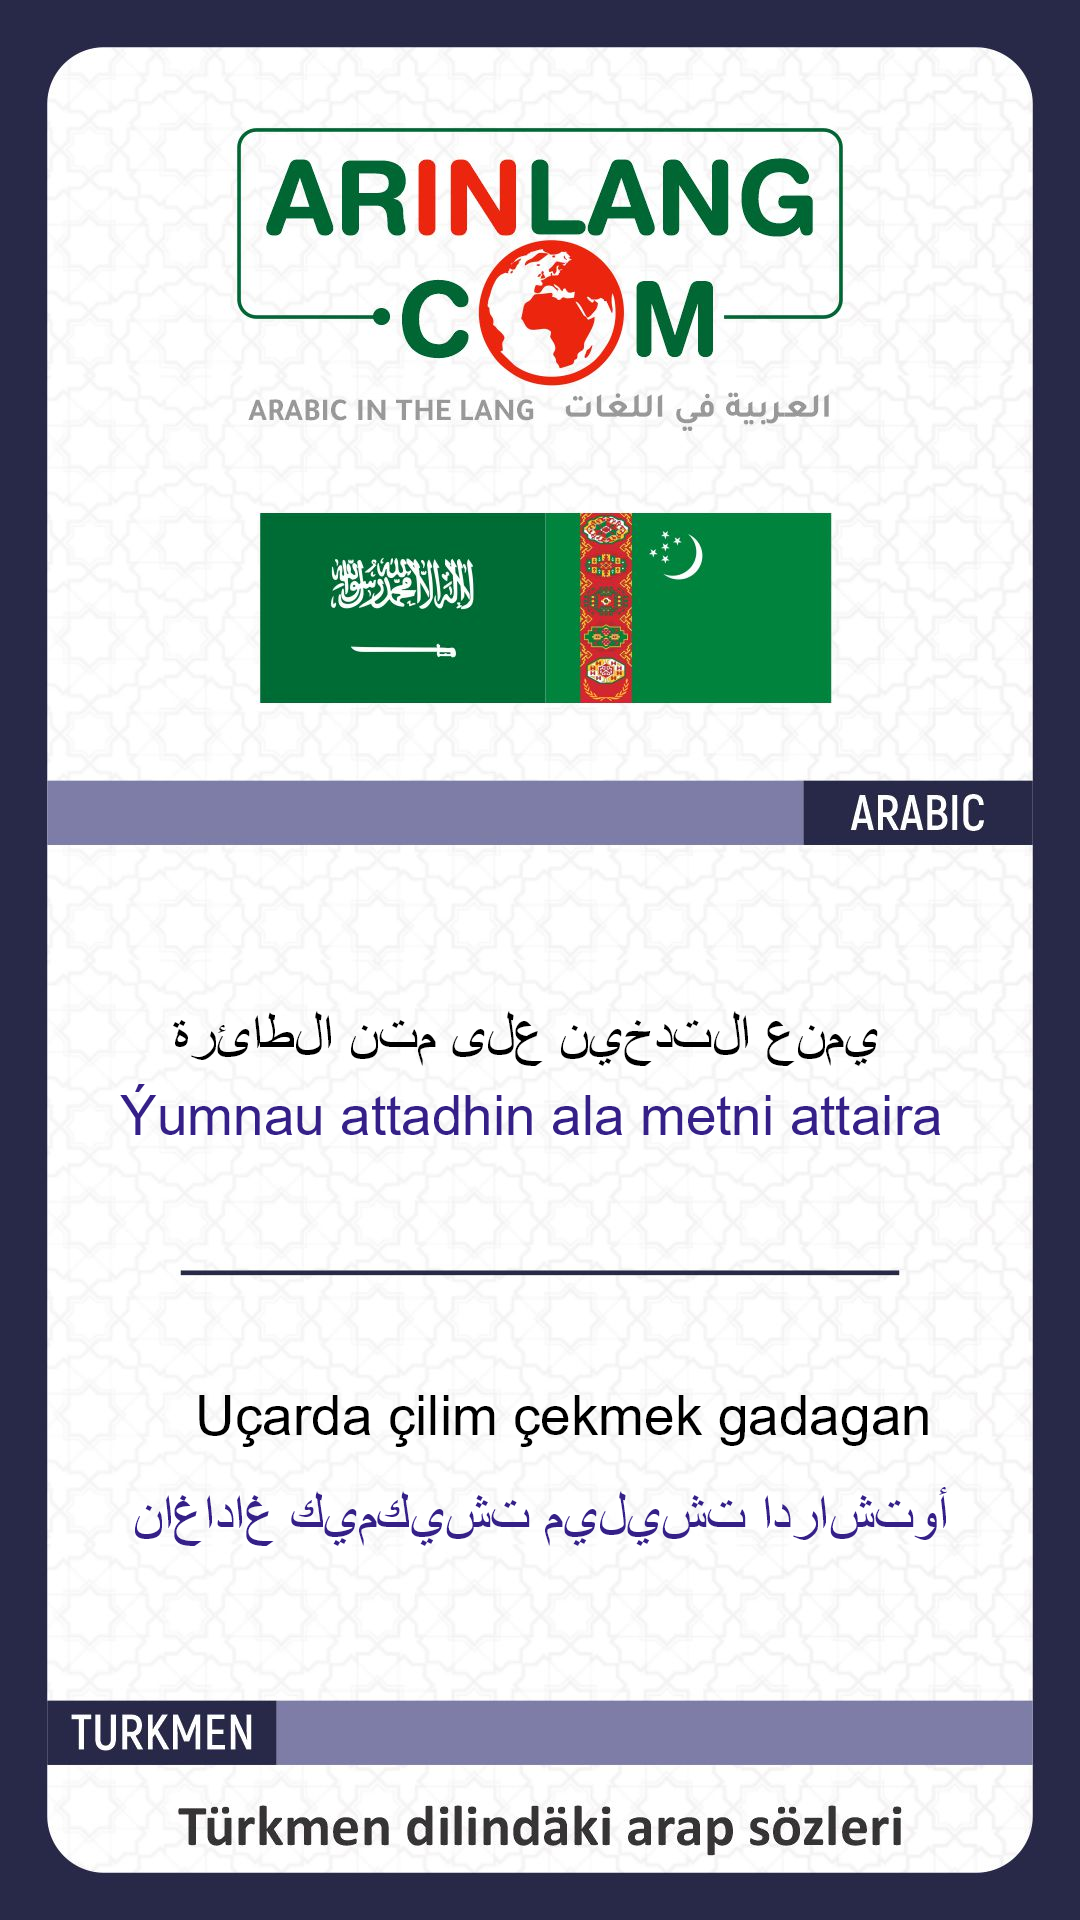 ARINLANG
.COM
ARABIC IN THE LANG العربية في اللغات
لا إله إلا الله محمد رسول الله
ARABIC
يمنع التدخين على متن الطائرة
Ýumnau attadhin ala metni attaira
Uçarda çilim çekmek gadagan
أوتشاردا تشيليم تشيكميك غاداغان
TURKMEN
Türkmen dilindäki arap sözleri